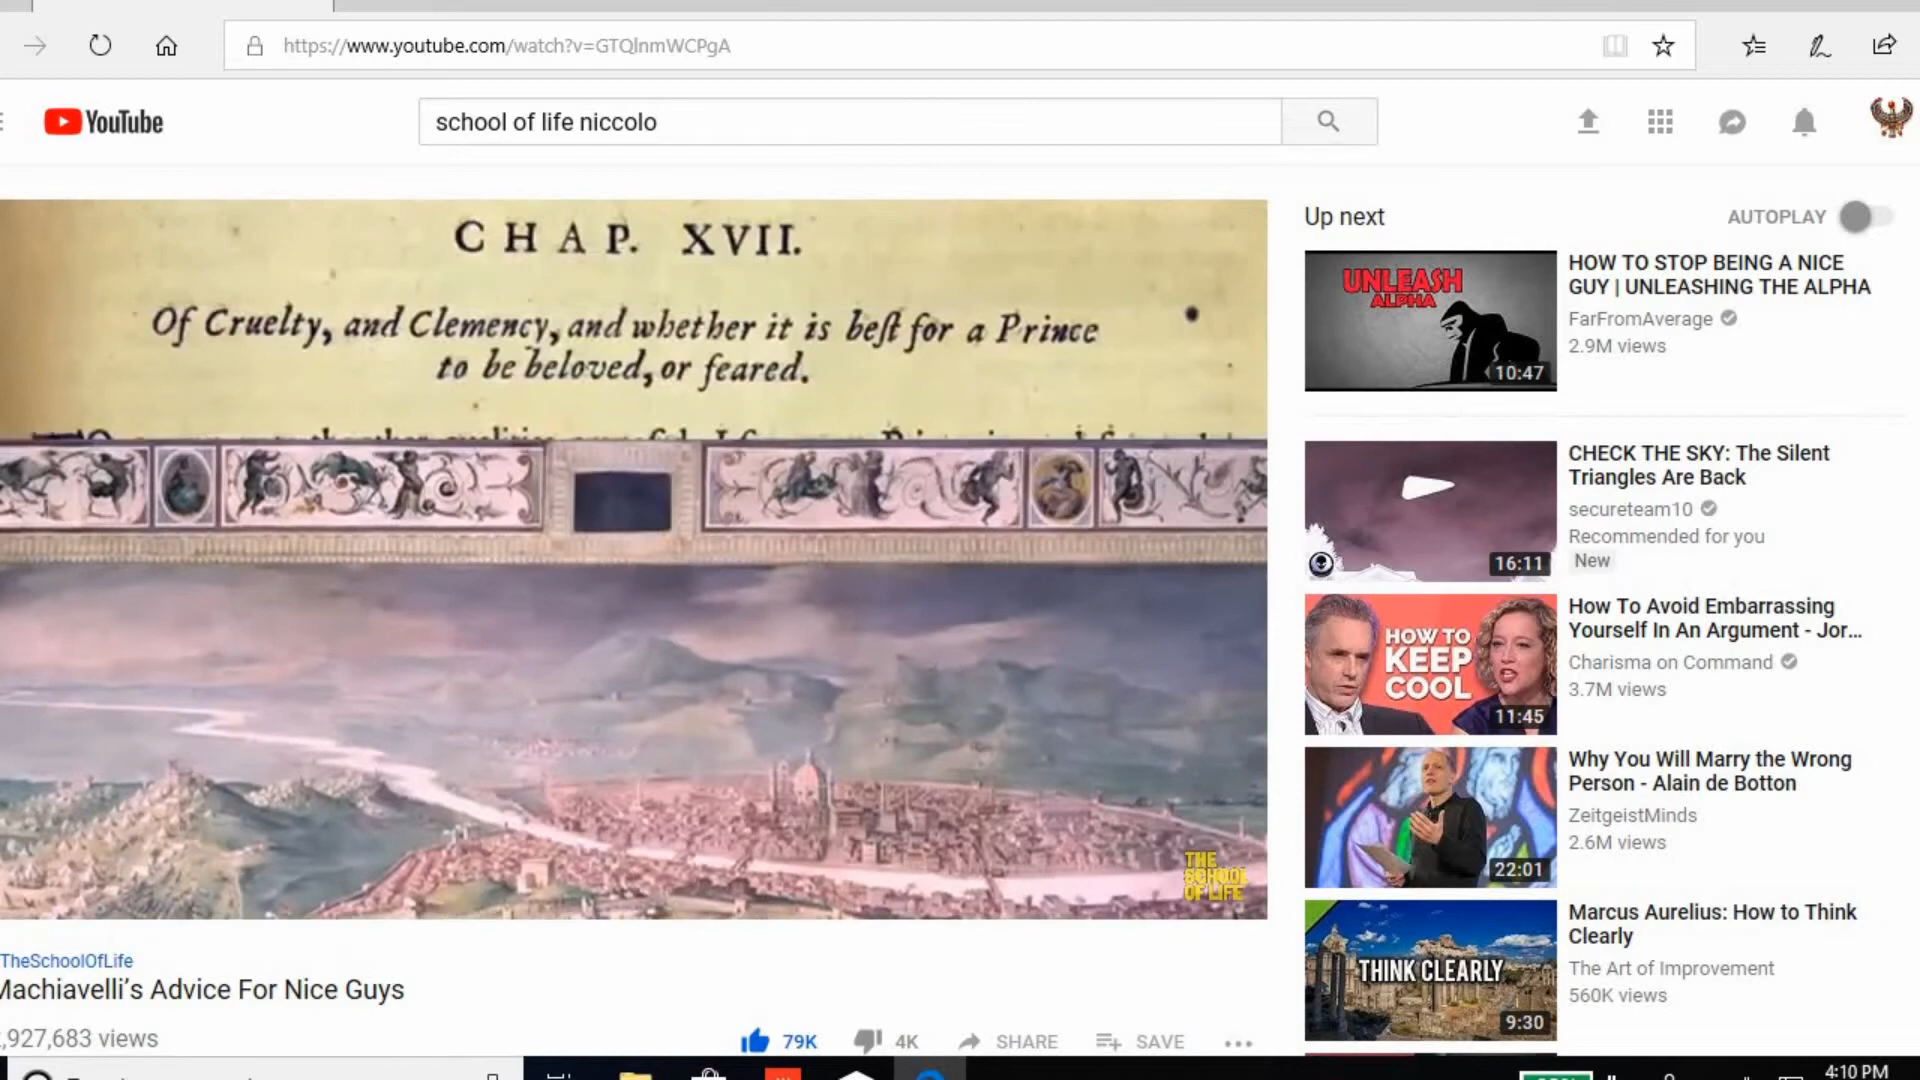 https://www.youtube.com/watch?v=GTQlnmWCPgA
YouTube
school of life niccolo
CHAP. XVII.
Of Cruelty, and Clemency, and whether it is beſt for a Prince
to be beloved, or feared.
THE
SCHOOL
OF LIFE
TheSchoolOfLife
Machiavelli's Advice For Nice Guys
,927,683 views
79K
4K
SHARE
SAVE
Up next
AUTOPLAY
UNLEASH
ALPHA
10:47
HOW TO STOP BEING A NICE
GUY | UNLEASHING THE ALPHA
FarFromAverage
2.9M views
16:11
CHECK THE SKY: The Silent
Triangles Are Back
secureteam10
Recommended for you
New
HOW TO
KEEP
COOL
11:45
How To Avoid Embarrassing
Yourself In An Argument - Jor...
Charisma on Command
3.7M views
22:01
Why You Will Marry the Wrong
Person - Alain de Botton
ZeitgeistMinds
2.6M views
THINK CLEARLY
9:30
Marcus Aurelius: How to Think
Clearly
The Art of Improvement
560K views
4:10 PM